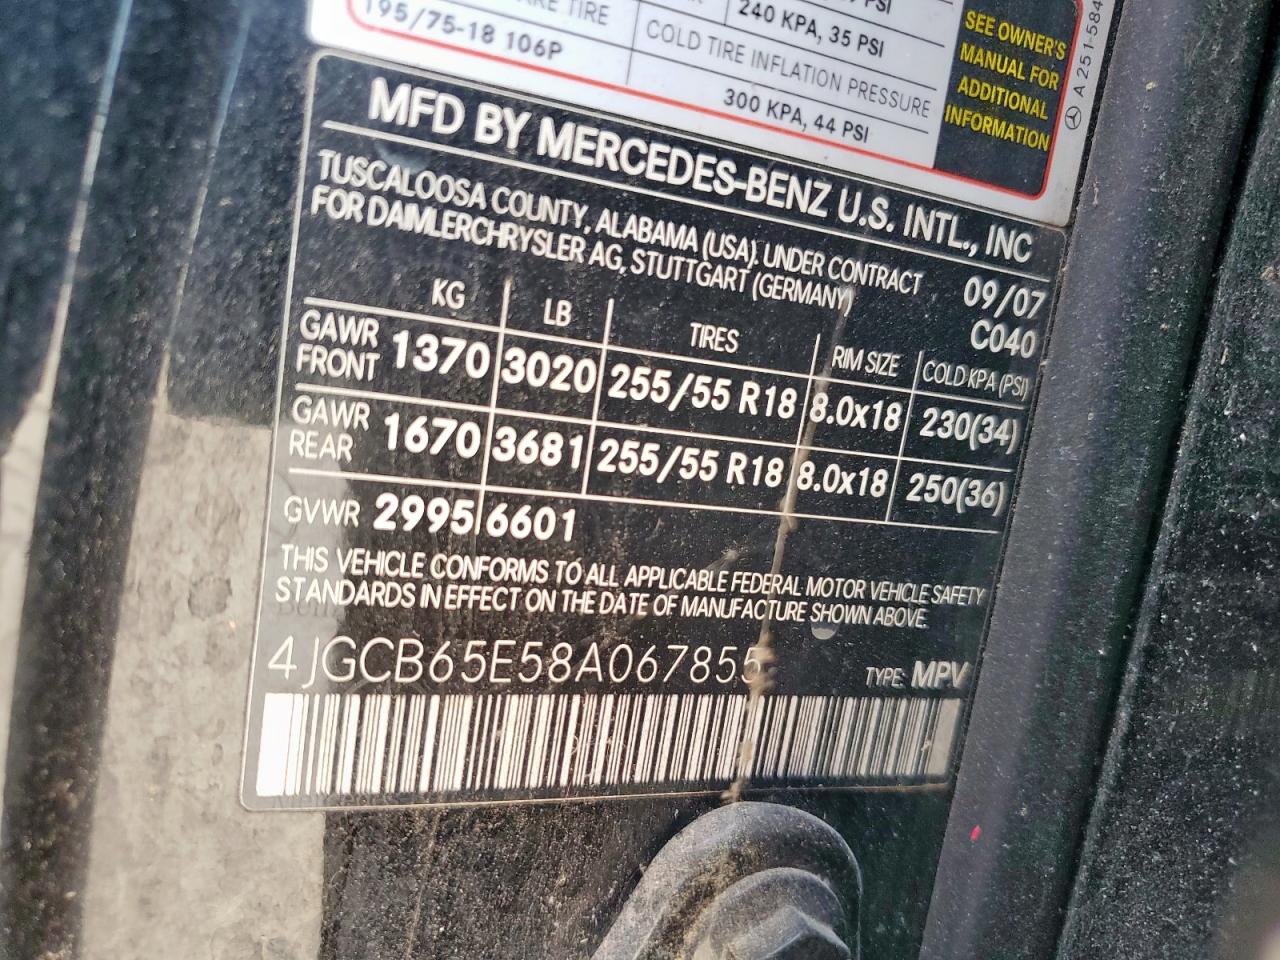 PSI
240 KPA, 35 PSI
TIRE
195/75-18 106P
COLD TIRE INFLATION PRESSURE
300 KPA, 44 PSI
SEE OWNER'S
MANUAL FOR
ADDITIONAL
INFORMATION
A 251-584
MFD BY MERCEDES-BENZ U.S. INTL., INC
TUSCALOOSA COUNTY, ALABAMA (USA) UNDER CONTRACT
FOR DAIMLERCHRYSLER AG, STUTTGART (GERMANY)
09/07
C040
KG LB TIRES RIM SIZE COLD KPA (PSI)
GAWR FRONT 1370 3020 255/55 R18 8.0x18 230(34)
GAWR REAR 1670 3681 255/55 R18 8.0x18 250(36)
GVWR 2995 6601
THIS VEHICLE CONFORMS TO ALL APPLICABLE FEDERAL MOTOR VEHICLE SAFETY
STANDARDS IN EFFECT ON THE DATE OF MANUFACTURE SHOWN ABOVE.
4JGCB65E58A067855
TYPE: MPV